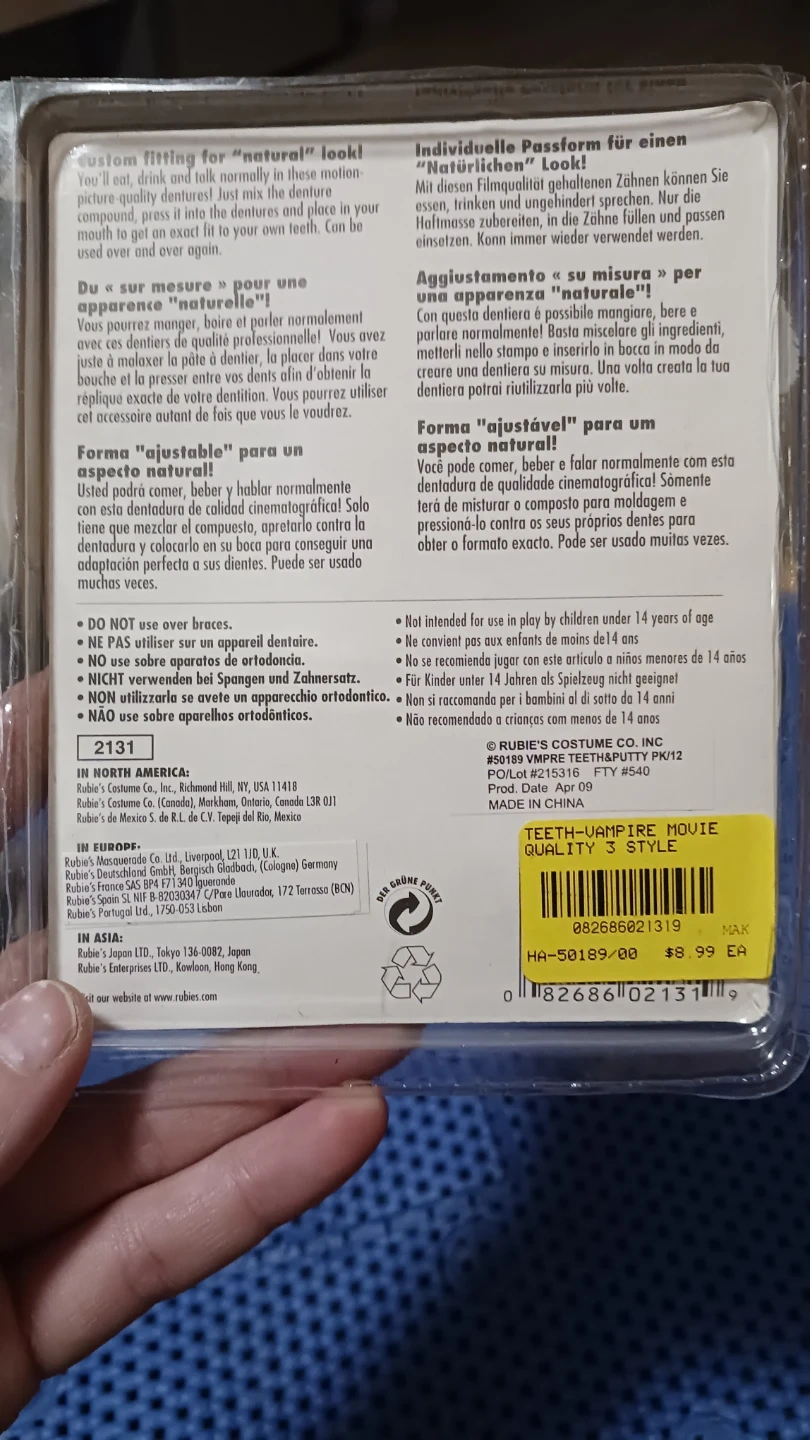 Custom fitting for "natural" look!
You'll eat, drink and talk normally in these motion-
picture-quality dentures! Just mix the denture
compound, press it into the dentures and place in your
mouth to get an exact fit to your own teeth. Can be
used over and over again.
Du « sur mesure » pour une
apparence "naturelle"!
Vous pourrez manger, boire et parler normalement
avec ces dentiers de qualité professionnelle! Vous avez
juste à malaxer la pâte à dentier, la placer dans votre
bouche et la presser entre vos dents afin d'obtenir la
réplique exacte de votre dentition. Vous pourrez utiliser
cet accessoire autant de fois que vous le voudrez.
Forma "ajustable" para un
aspecto natural!
Usted podrá comer, beber y hablar normalmente
con esta dentadura de calidad cinematográfica! Solo
tiene que mezclar el compuesto, apretarlo contra la
dentadura y colocarlo en su boca para conseguir una
adaptación perfecta a sus dientes. Puede ser usado
muchas veces.
Individuelle Passform für einen
"Natürlichen" Look!
Mit diesen Filmqualität gehaltenen Zähnen können Sie
essen, trinken und ungehindert sprechen. Nur die
Haftmasse zubereiten, in die Zähne füllen und passen
einsetzen. Kann immer wieder verwendet werden.
Aggiustamento « su misura » per
una apparenza "naturale"!
Con questa dentiera é possibile mangiare, bere e
parlare normalmente! Basta miscelare gli ingredienti,
metterli nello stampo e inserirlo in bocca in modo da
creare una dentiera su misura. Una volta creata la tua
dentiera potrai riutilizzarla più volte.
Forma "ajustável" para um
aspecto natural!
Você pode comer, beber e falar normalmente com esta
dentadura de qualidade cinematográfica! Sòmente
terá de misturar o composto para moldagem e
pressioná-lo contra os seus próprios dentes para
obter o formato exacto. Pode ser usado muitas vezes.
• DO NOT use over braces.
• NE PAS utiliser sur un appareil dentaire.
• NO use sobre aparatos de ortodoncia.
• NICHT verwenden bei Spangen und Zahnersatz.
• NON utilizzarla se avete un apparecchio ortodontico.
• NÃO use sobre aparelhos ortodônticos.
• Not intended for use in play by children under 14 years of age
• Ne convient pas aux enfants de moins de14 ans
• No se recomienda jugar con este articulo a niños menores de 14 años
• Für Kinder unter 14 Jahren als Spielzeug nicht geeignet
• Non si raccomanda per i bambini al di sotto da 14 anni
• Não recomendado a crianças com menos de 14 anos
2131
IN NORTH AMERICA:
Rubie's Costume Co., Inc., Richmond Hill, NY, USA 11418
Rubie's Costume Co. (Canada), Markham, Ontario, Canada L3R 0J1
Rubie's de Mexico S. de R.L. de C.V. Tepeji del Rio, Mexico
IN EUROPE:
Rubie's Masquerade Co. Ltd., Liverpool, L21 1JD, U.K.
Rubie's Deutschland GmbH, Bergisch Gladbach, (Cologne) Germany
Rubie's France SAS BP4 F71340 Iguerande
Rubie's Spain SL NIF B-82030347 C/Pare Llaurador, 172 Terrassa (BCN)
Rubie's Portugal Ltd., 1750-053 Lisbon
IN ASIA:
Rubie's Japan LTD., Tokyo 136-0082, Japan
Rubie's Enterprises LTD., Kowloon, Hong Kong
sit our website at www.rubies.com
© RUBIE'S COSTUME CO. INC
#50189 VMPRE TEETH&PUTTY PK/12
PO/Lot #215316 FTY #540
Prod. Date Apr 09
MADE IN CHINA
DER GRÜNE PUNKT
TEETH-VAMPIRE MOVIE
QUALITY 3 STYLE
082686021319 MAK
HA-50189/00 $8.99 EA
0 82686 02131 9